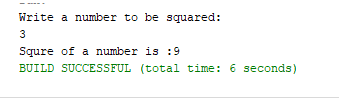 Write a number to be squared:
3
Squre of a number is :9
BUILD SUCCESSFUL (total time: 6 seconds)